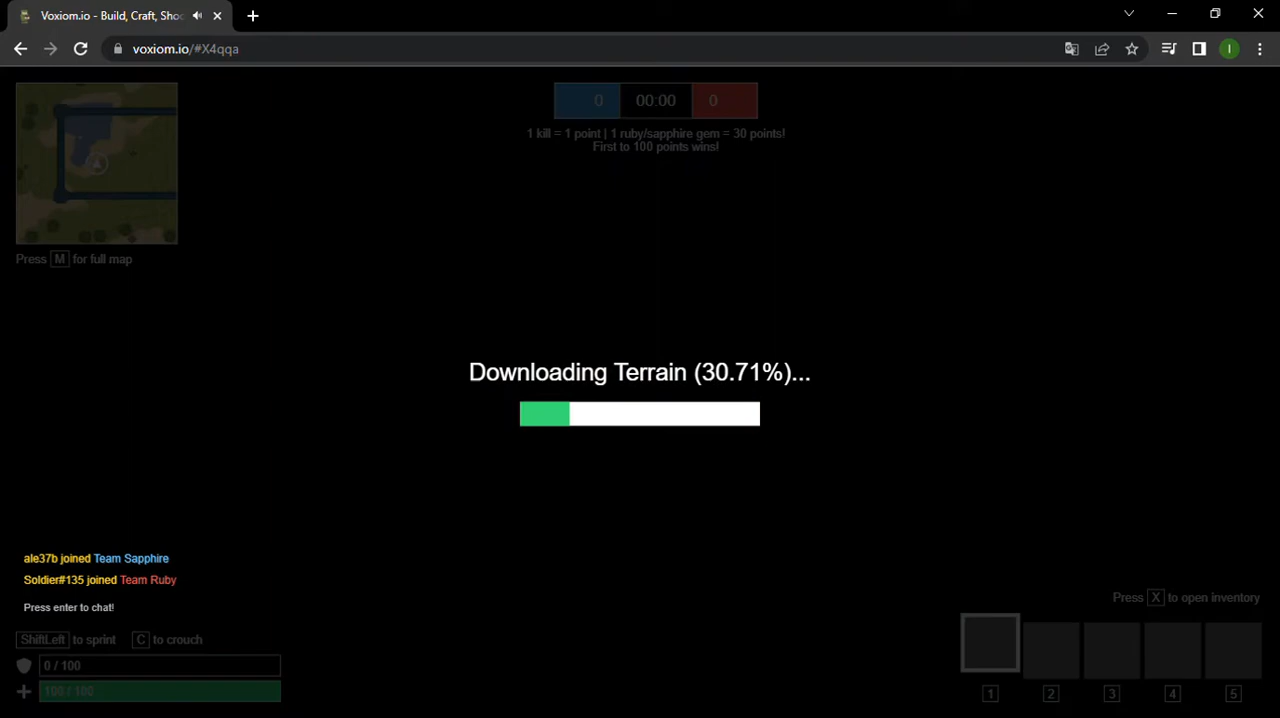 Voxiom.io - Build, Craft, Shoo
voxiom.io/#X4qqa
I
0 00:00 0
1 kill = 1 point | 1 ruby/sapphire gem = 30 points!
First to 100 points wins!
Press M for full map
Downloading Terrain (30.71%)...
ale37b joined Team Sapphire
Soldier#135 joined Team Ruby
Press enter to chat!
Press X to open inventory
ShiftLeft to sprint C to crouch
0 / 100
100 / 100
1 2 3 4 5